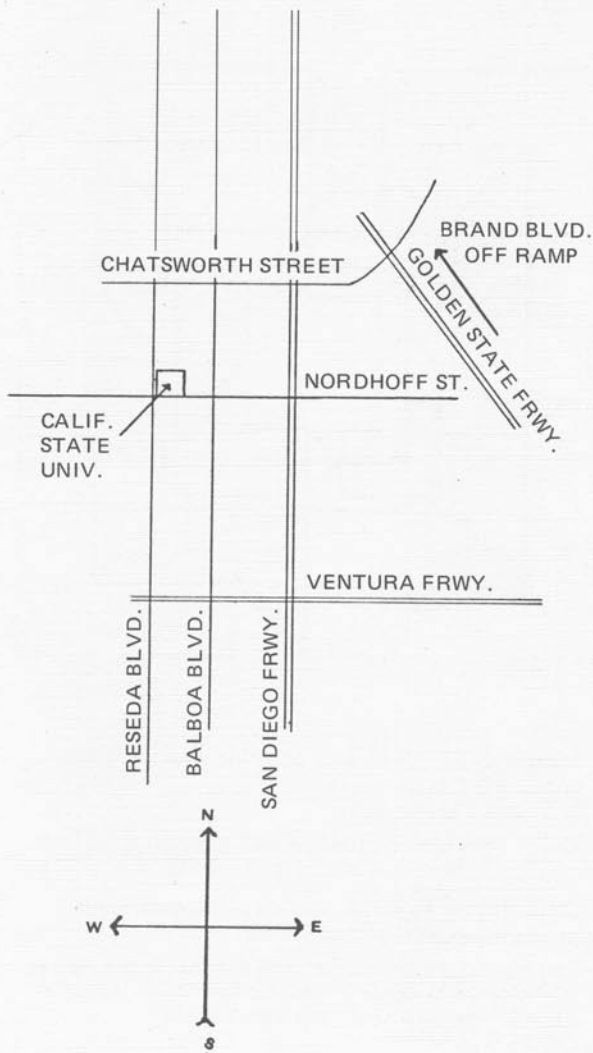 BRAND BLVD.
OFF RAMP
CHATSWORTH STREET
GOLDEN STATE FRWY.
NORDHOFF ST.
CALIF.
STATE
UNIV.
VENTURA FRWY.
RESEDA BLVD.
BALBOA BLVD.
SAN DIEGO FRWY.
N
W
E
S